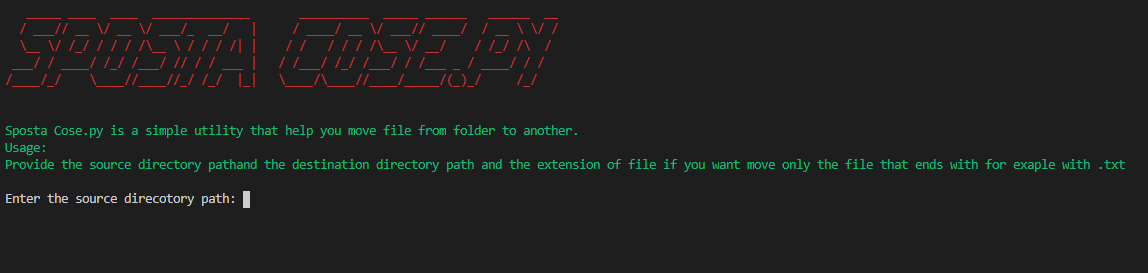 SPOSTA COSE.PY
Sposta Cose.py is a simple utility that help you move file from folder to another.
Usage:
Provide the source directory pathand the destination directory path and the extension of file if you want move only the file that ends with for exaple with .txt
Enter the source direcotory path: